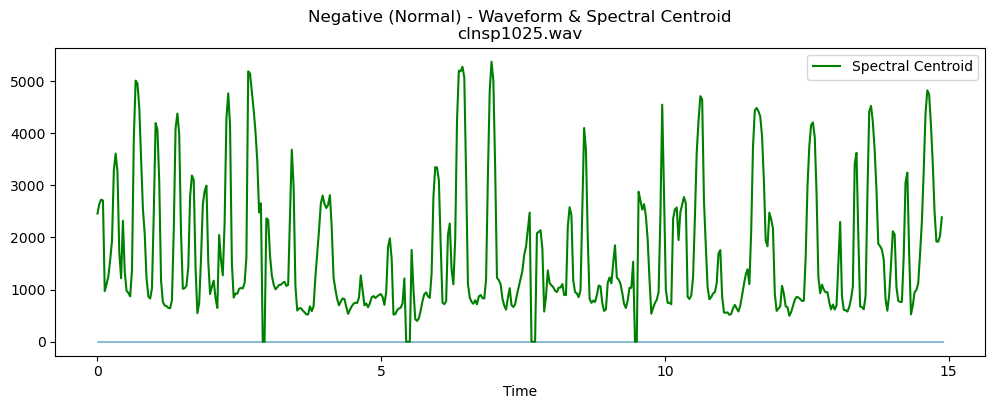 Negative (Normal) - Waveform & Spectral Centroid
clnsp1025.wav
Spectral Centroid
5000
4000
3000
2000
1000
0
0
5
10
15
Time